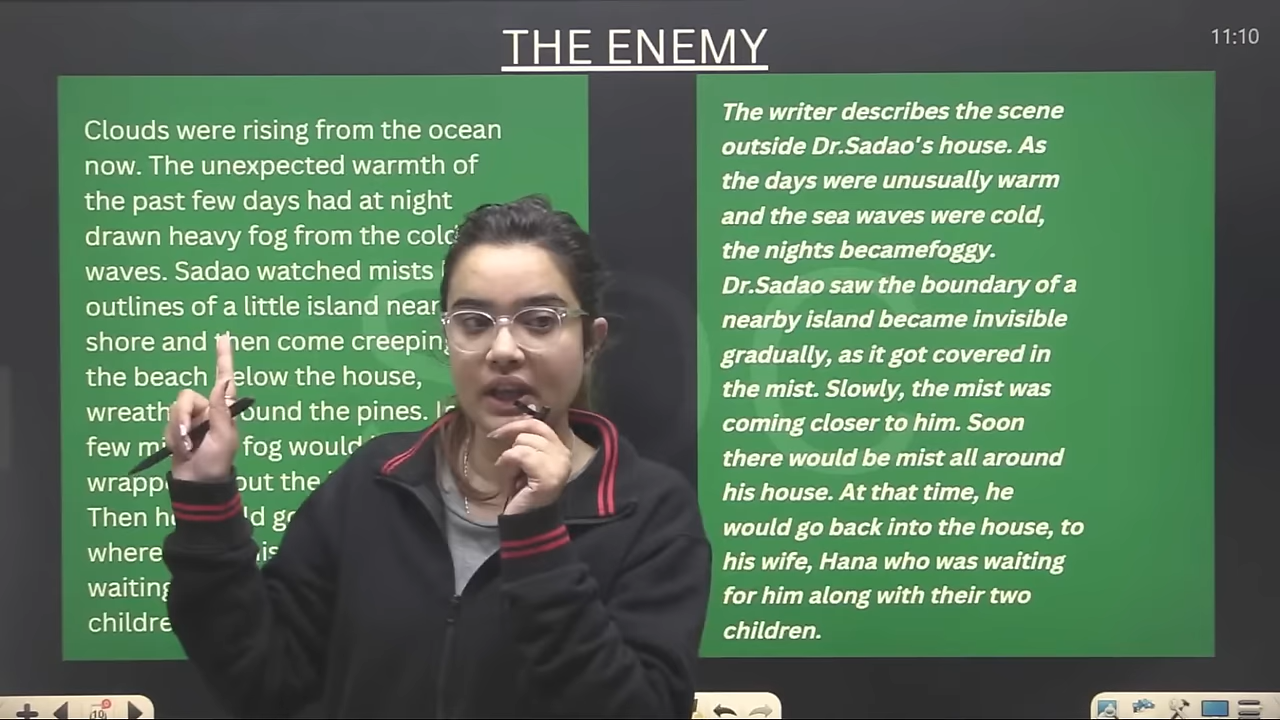 THE ENEMY
11:10
Clouds were rising from the ocean
now. The unexpected warmth of
the past few days had at night
drawn heavy fog from the cold
waves. Sadao watched mists
outlines of a little island near
shore and then come creeping
the beach below the house,
around the pines.
few fog would
the
Then
where
waiting
The writer describes the scene
outside Dr.Sadao's house. As
the days were unusually warm
and the sea waves were cold,
the nights becamefoggy.
Dr.Sadao saw the boundary of a
nearby island became invisible
gradually, as it got covered in
the mist. Slowly, the mist was
coming closer to him. Soon
there would be mist all around
his house. At that time, he
would go back into the house, to
his wife, Hana who was waiting
for him along with their two
children.